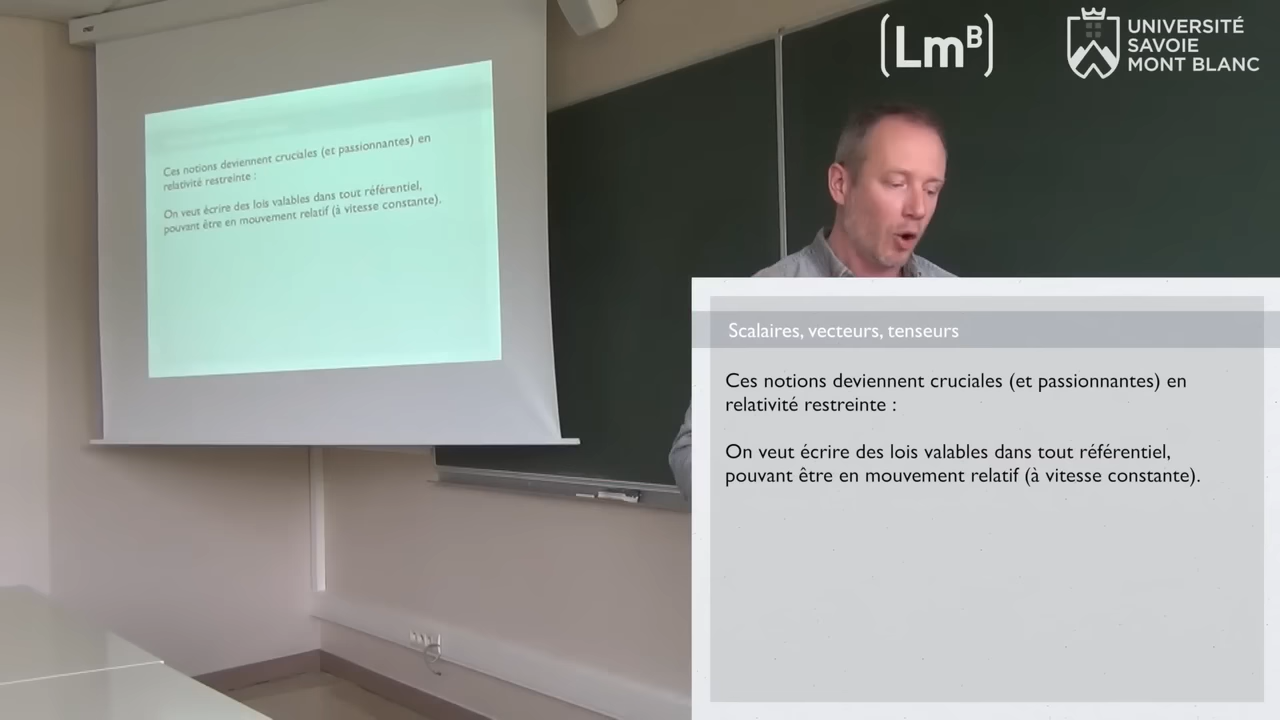 Ces notions deviennent cruciales (et passionnantes) en
relativité restreinte :
On veut écrire des lois valables dans tout référentiel,
pouvant être en mouvement relatif (à vitesse constante).
(LmB)
UNIVERSITÉ
SAVOIE
MONT BLANC
Scalaires, vecteurs, tenseurs
Ces notions deviennent cruciales (et passionnantes) en
relativité restreinte :
On veut écrire des lois valables dans tout référentiel,
pouvant être en mouvement relatif (à vitesse constante).